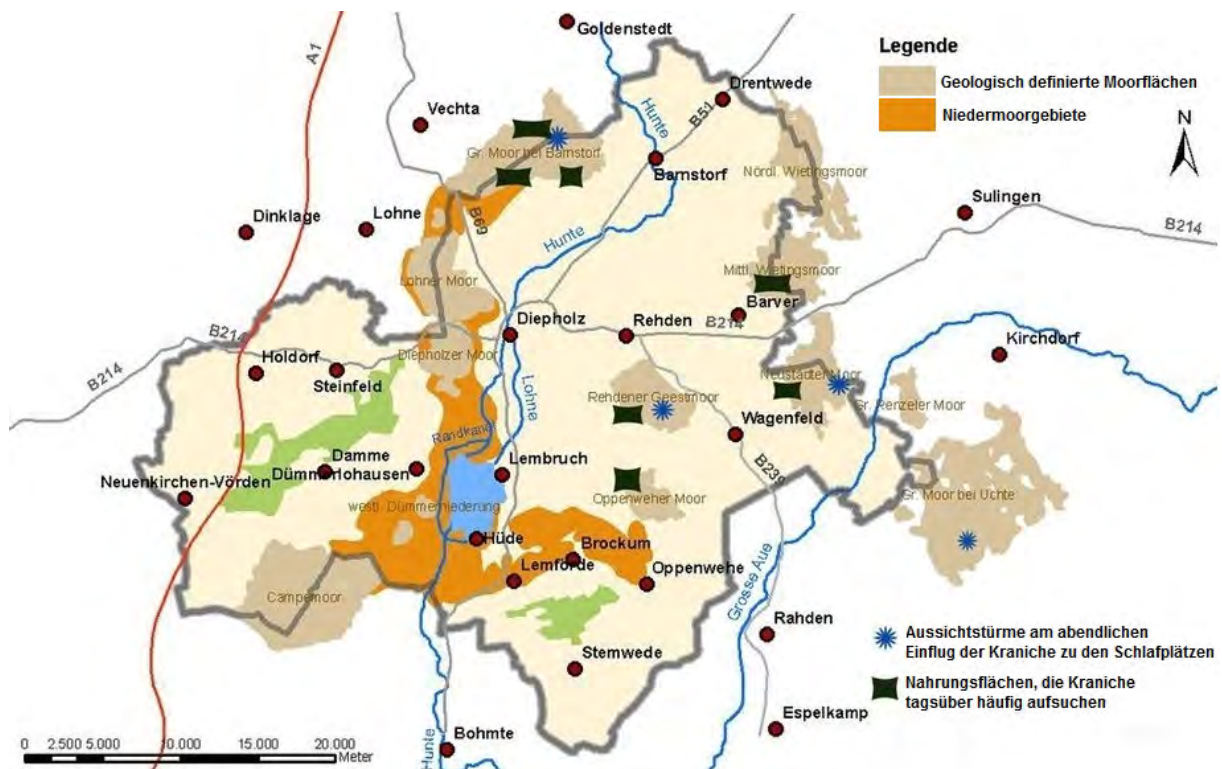 Goldenstedt
A1
B69
Drentwede
Vechta
Hunte
B51
Gr. Moor bei Barnstorf
Barnstorf
Nördl. Wietingsmoor
Legende
Geologisch definierte Moorflächen
Niedermoorgebiete
N
Sulingen
B214
Dinklage
Lohne
B69
Hunte
Lohner Moor
Mittl. Wietingsmoor
Barver
Diepholz
Rehden
B214
Kirchdorf
B214
B214
Holdorf
Steinfeld
Diepholzer Moor
Lohne
Rehdener Geestmoor
Neustädter Moor
Gr. Renzeler Moor
Wagenfeld
Randkanal
Damme
Dümmerlohausen
Lembruch
B239
Neuenkirchen-Vörden
westl. Dümmerniederung
Oppenweher Moor
Gr. Moor bei Uchte
Hüde
Brockum
Lemförde
Oppenwehe
Grosse Aue
Campemoor
Rahden
Stemwede
Aussichtstürme am abendlichen
Einflug der Kraniche zu den Schlafplätzen
Nahrungsflächen, die Kraniche
tagsüber häufig aufsuchen
Espelkamp
Bohmte
Hunte
0 2.500 5.000 10.000 15.000 20.000
Meter